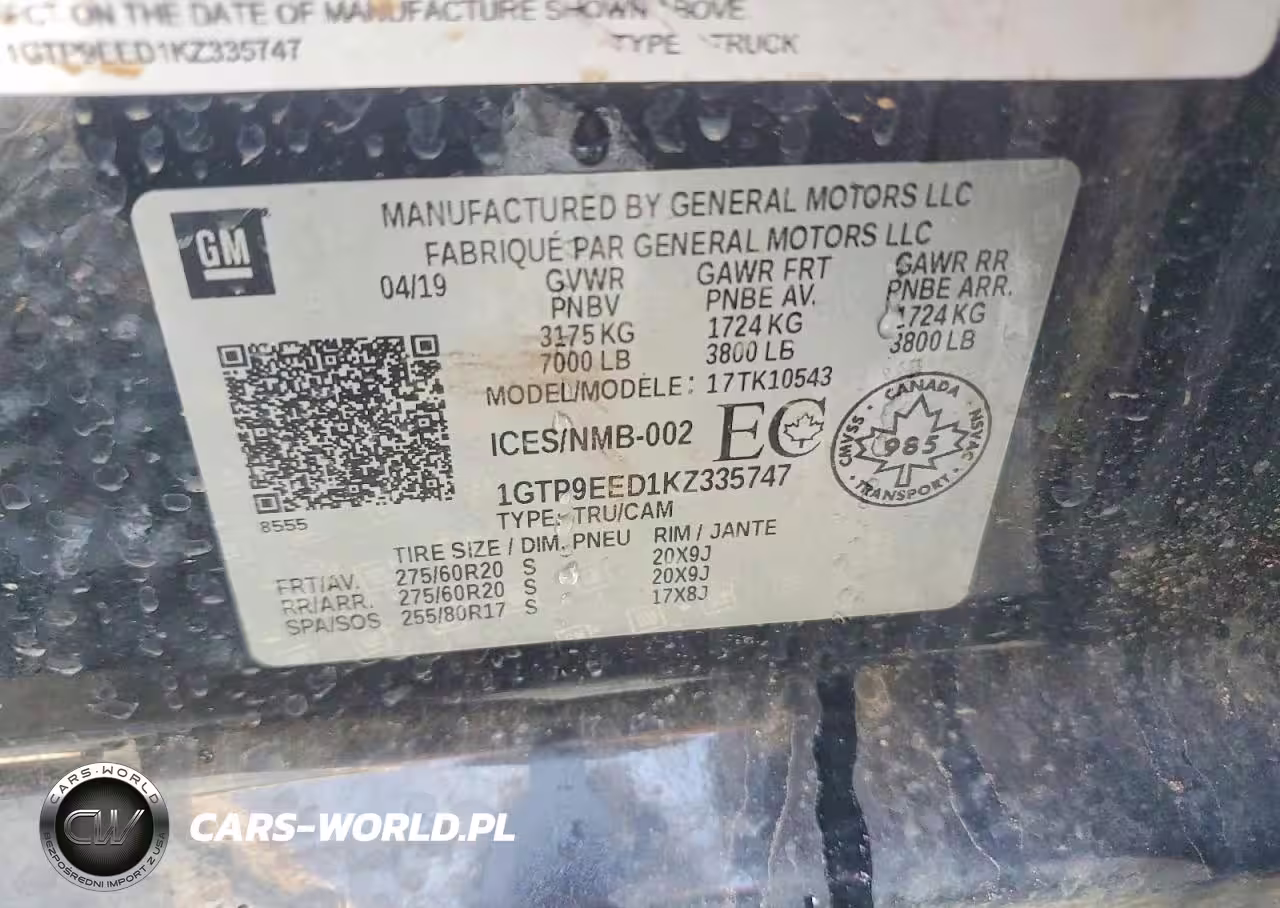 ON THE DATE OF MANUFACTURE SHOWN
1GTP9EED1KZ335747 TYPE TRUCK
GM
MANUFACTURED BY GENERAL MOTORS LLC
FABRIQUÉ PAR GENERAL MOTORS LLC
04/19 GVWR GAWR FRT GAWR RR
PNBV PNBE AV. PNBE ARR.
3175 KG 1724 KG 1724 KG
7000 LB 3800 LB 3800 LB
MODEL/MODÈLE: 17TK10543
ICES/NMB-002 EC
CANADA
CMVSS 985 NSVAC
TRANSPORT
1GTP9EED1KZ335747
8555 TYPE: TRU/CAM
TIRE SIZE / DIM. PNEU RIM / JANTE
FRT/AV. 275/60R20 S 20X9J
RR/ARR. 275/60R20 S 20X9J
SPA/SOS 255/80R17 S 17X8J
CARS-WORLD
CW
BEZPOŚREDNI IMPORT Z USA
CARS-WORLD.PL